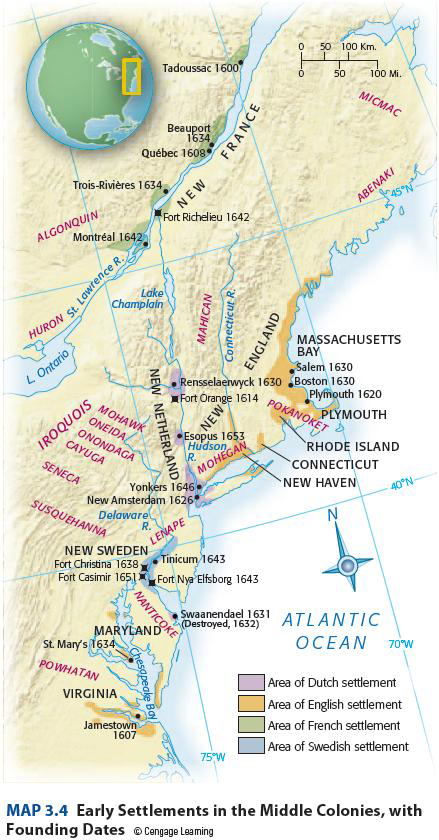 0 50 100 Km.
0 50 100 Mi.
Tadoussac 1600
MICMAC
Beauport
1634
Québec 1608
NEW FRANCE
ABENAKI
45°N
Trois-Rivières 1634
Fort Richelieu 1642
ALGONQUIN
Montréal 1642
St. Lawrence R.
HURON
L. Ontario
Lake
Champlain
MAHICAN
Connecticut R.
NEW ENGLAND
MASSACHUSETTS
BAY
Salem 1630
Boston 1630
Plymouth 1620
PLYMOUTH
POKANOKET
RHODE ISLAND
CONNECTICUT
NEW HAVEN
NEW NETHERLAND
Rensselaerwyck 1630
Fort Orange 1614
Esopus 1653
Hudson
R.
MOHEGAN
IROQUOIS
MOHAWK
ONEIDA
ONONDAGA
CAYUGA
SENECA
SUSQUEHANNA
Yonkers 1646
New Amsterdam 1626
40°N
Delaware
R.
LENAPE
N
NEW SWEDEN
Tinicum 1643
Fort Christina 1638
Fort Casimir 1651
Fort Nya Elfsborg 1643
NANTICOKE
Swaanendael 1631
(Destroyed, 1632)
ATLANTIC
OCEAN
70°W
MARYLAND
St. Mary's 1634
POWHATAN
Chesapeake Bay
VIRGINIA
Jamestown
1607
75°W
Area of Dutch settlement
Area of English settlement
Area of French settlement
Area of Swedish settlement
MAP 3.4 Early Settlements in the Middle Colonies, with
Founding Dates © Cengage Learning